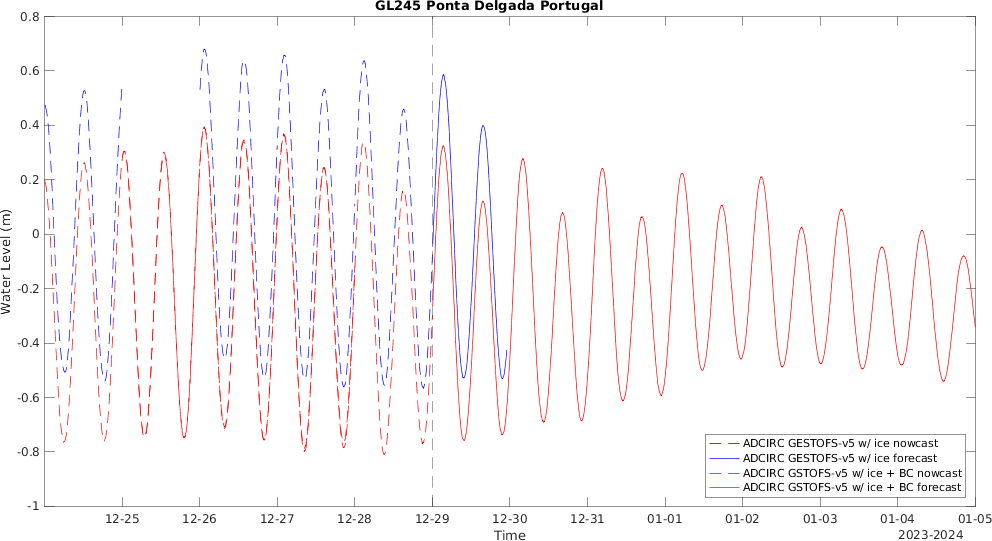 GL245 Ponta Delgada Portugal
Water Level (m)
0.8
0.6
0.4
0.2
0
-0.2
-0.4
-0.6
-0.8
-1
ADCIRC GESTOFS-v5 w/ ice nowcast
ADCIRC GESTOFS-v5 w/ ice forecast
ADCIRC GSTOFS-v5 w/ ice + BC nowcast
ADCIRC GSTOFS-v5 w/ ice + BC forecast
12-25 12-26 12-27 12-28 12-29 12-30 12-31 01-01 01-02 01-03 01-04 01-05
Time
2023-2024